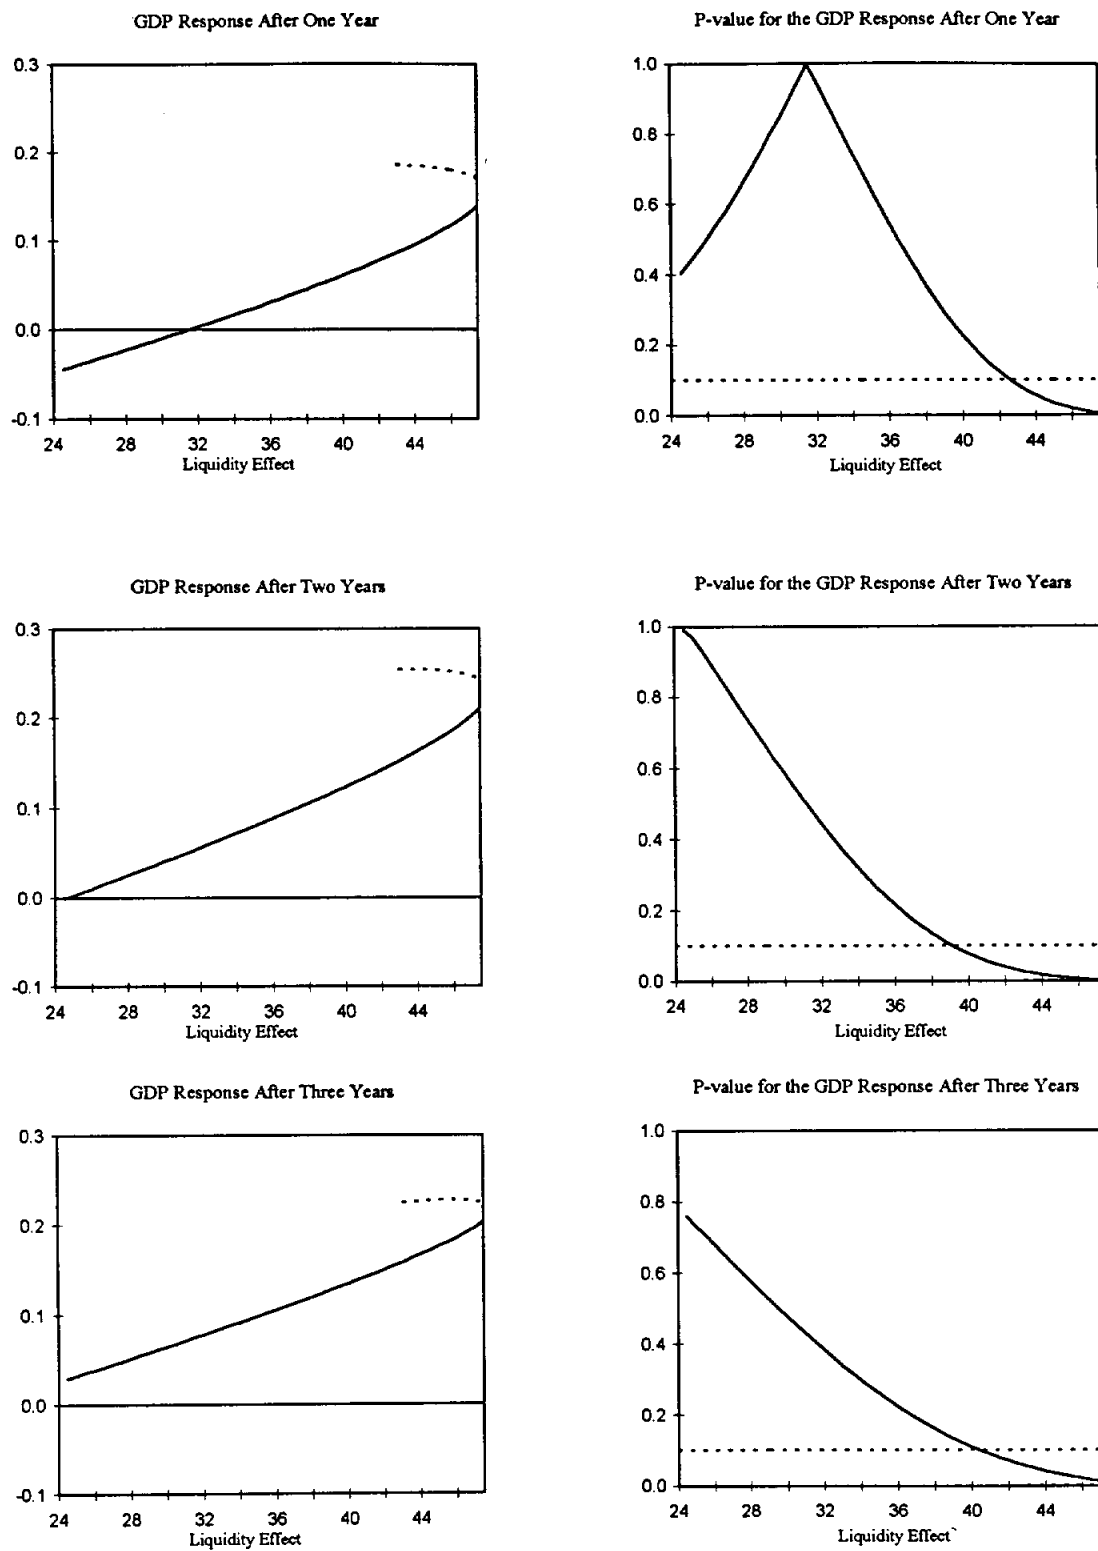 GDP Response After One Year
0.3
0.2
0.1
0.0
-0.1
24 28 32 36 40 44
Liquidity Effect
P-value for the GDP Response After One Year
1.0
0.8
0.6
0.4
0.2
0.0
24 28 32 36 40 44
Liquidity Effect
GDP Response After Two Years
0.3
0.2
0.1
0.0
-0.1
24 28 32 36 40 44
Liquidity Effect
P-value for the GDP Response After Two Years
1.0
0.8
0.6
0.4
0.2
0.0
24 28 32 36 40 44
Liquidity Effect
GDP Response After Three Years
0.3
0.2
0.1
0.0
-0.1
24 28 32 36 40 44
Liquidity Effect
P-value for the GDP Response After Three Years
1.0
0.8
0.6
0.4
0.2
0.0
24 28 32 36 40 44
Liquidity Effect